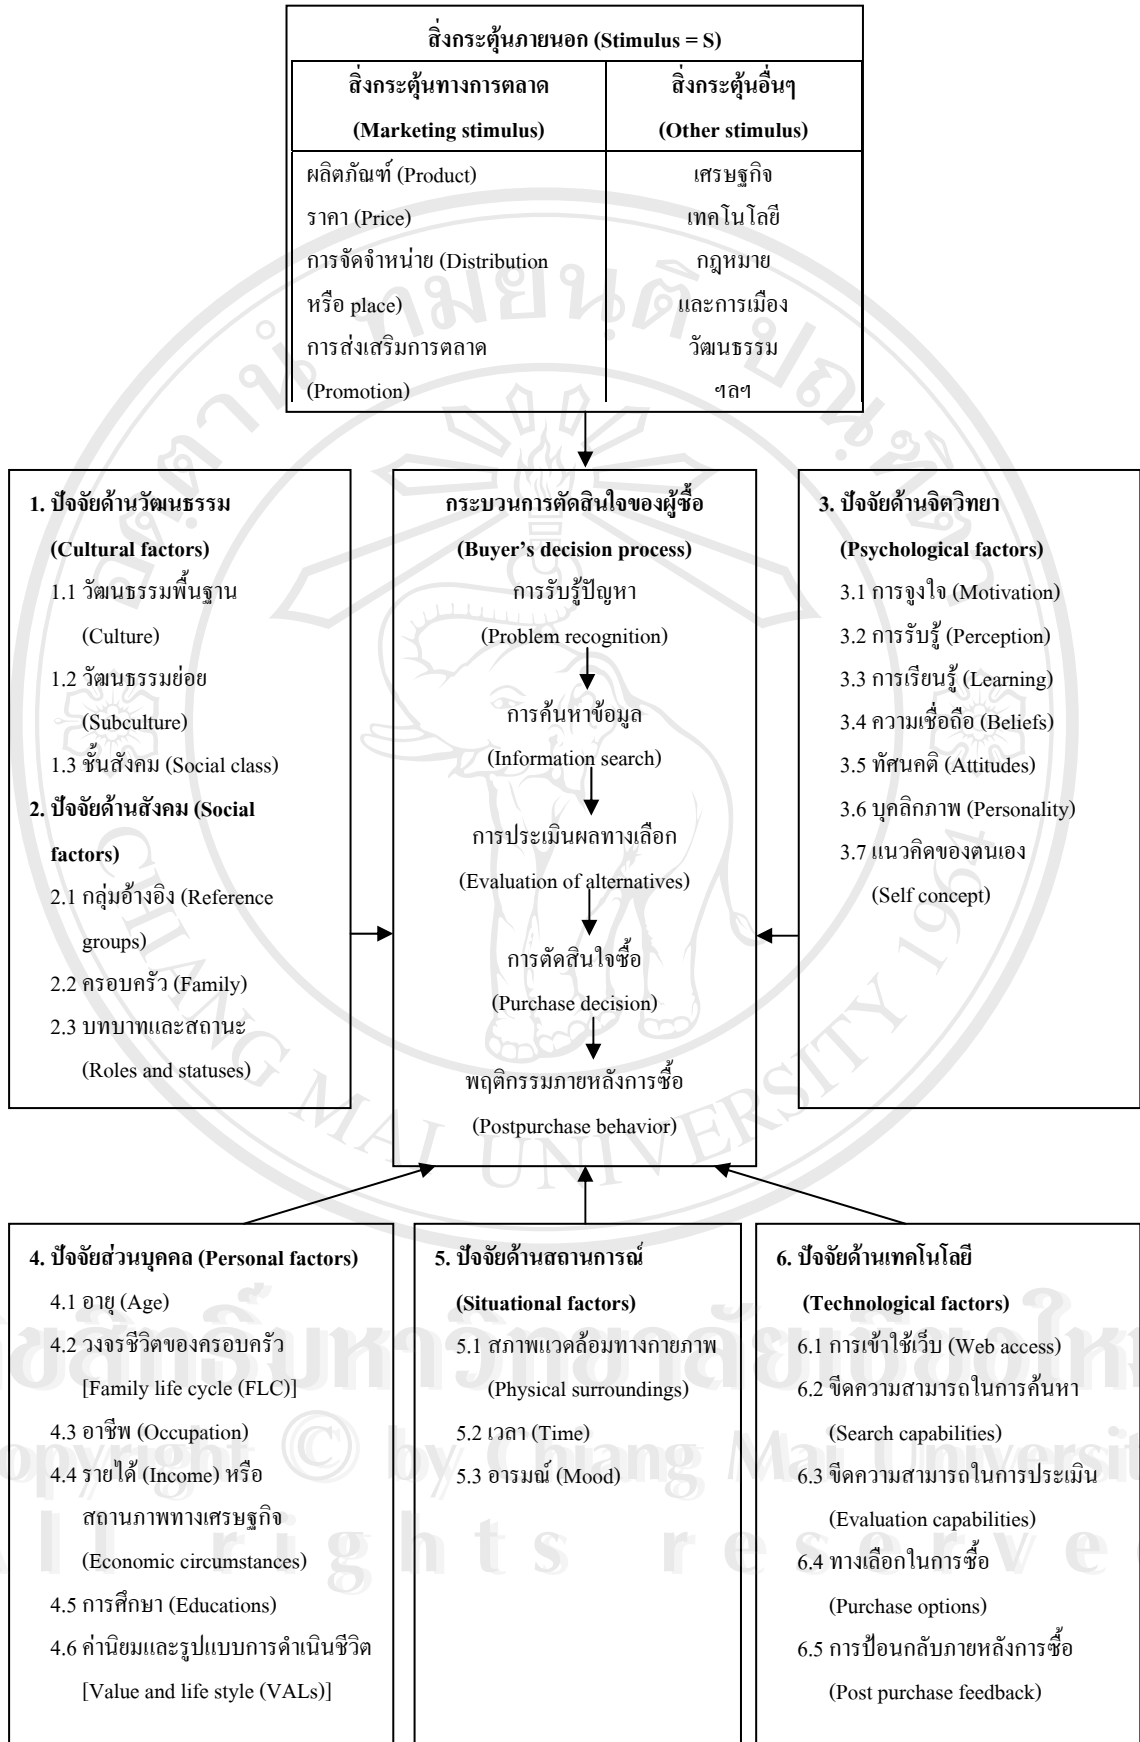 สิ่งกระตุ้นภายนอก (Stimulus = S)
สิ่งกระตุ้นทางการตลาด
(Marketing stimulus)
สิ่งกระตุ้นอื่นๆ
(Other stimulus)
ผลิตภัณฑ์ (Product)
ราคา (Price)
การจัดจำหน่าย (Distribution
หรือ place)
การส่งเสริมการตลาด
(Promotion)
เศรษฐกิจ
เทคโนโลยี
กฎหมาย
และการเมือง
วัฒนธรรม
ฯลฯ
1. ปัจจัยด้านวัฒนธรรม
(Cultural factors)
1.1 วัฒนธรรมพื้นฐาน
(Culture)
1.2 วัฒนธรรมย่อย
(Subculture)
1.3 ชั้นสังคม (Social class)
2. ปัจจัยด้านสังคม (Social
factors)
2.1 กลุ่มอ้างอิง (Reference
groups)
2.2 ครอบครัว (Family)
2.3 บทบาทและสถานะ
(Roles and statuses)
กระบวนการตัดสินใจของผู้ซื้อ
(Buyer’s decision process)
การรับรู้ปัญหา
(Problem recognition)
การค้นหาข้อมูล
(Information search)
การประเมินผลทางเลือก
(Evaluation of alternatives)
การตัดสินใจซื้อ
(Purchase decision)
พฤติกรรมภายหลังการซื้อ
(Postpurchase behavior)
3. ปัจจัยด้านจิตวิทยา
(Psychological factors)
3.1 การจูงใจ (Motivation)
3.2 การรับรู้ (Perception)
3.3 การเรียนรู้ (Learning)
3.4 ความเชื่อถือ (Beliefs)
3.5 ทัศนคติ (Attitudes)
3.6 บุคลิกภาพ (Personality)
3.7 แนวคิดของตนเอง
(Self concept)
4. ปัจจัยส่วนบุคคล (Personal factors)
4.1 อายุ (Age)
4.2 วงจรชีวิตของครอบครัว
[Family life cycle (FLC)]
4.3 อาชีพ (Occupation)
4.4 รายได้ (Income) หรือ
สถานภาพทางเศรษฐกิจ
(Economic circumstances)
4.5 การศึกษา (Educations)
4.6 ค่านิยมและรูปแบบการดำเนินชีวิต
[Value and life style (VALs)]
5. ปัจจัยด้านสถานการณ์
(Situational factors)
5.1 สภาพแวดล้อมทางกายภาพ
(Physical surroundings)
5.2 เวลา (Time)
5.3 อารมณ์ (Mood)
6. ปัจจัยด้านเทคโนโลยี
(Technological factors)
6.1 การเข้าใช้เว็บ (Web access)
6.2 ขีดความสามารถในการค้นหา
(Search capabilities)
6.3 ขีดความสามารถในการประเมิน
(Evaluation capabilities)
6.4 ทางเลือกในการซื้อ
(Purchase options)
6.5 การป้อนกลับภายหลังการซื้อ
(Post purchase feedback)
CHIANG MAI UNIVERSITY 1964